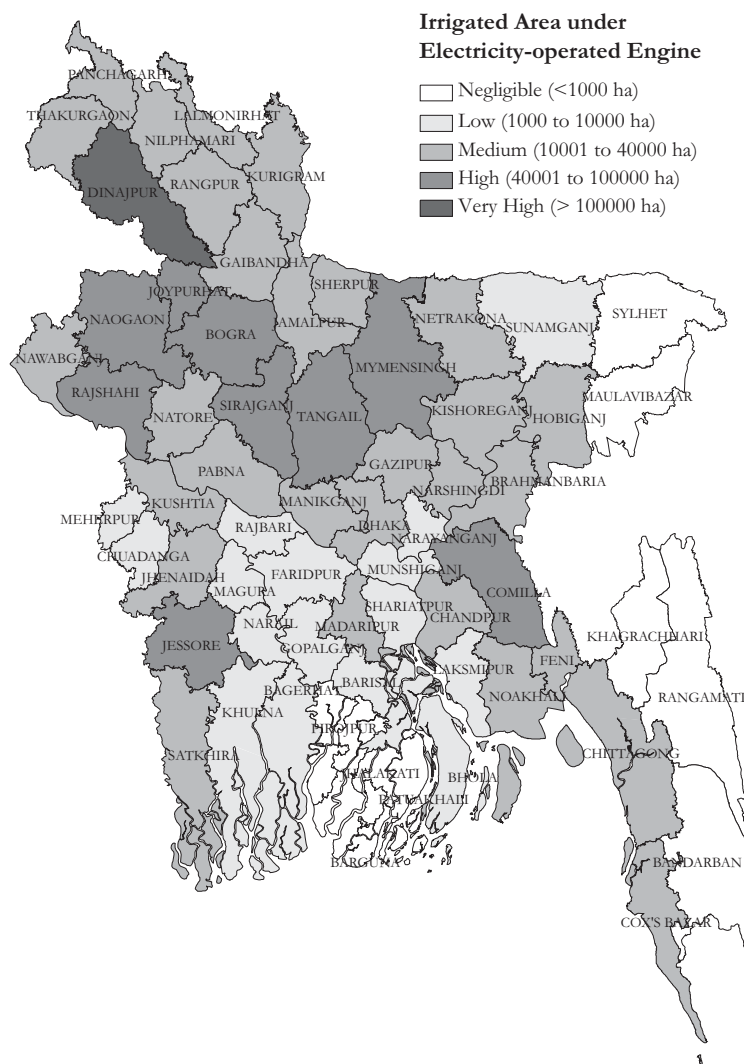 Irrigated Area under
Electricity-operated Engine
Negligible (<1000 ha)
Low (1000 to 10000 ha)
Medium (10001 to 40000 ha)
High (40001 to 100000 ha)
Very High (> 100000 ha)
PANCHAGARH
THAKURGAON
LALMONIRHAT
NILPHAMARI
DINAJPUR
RANGPUR
KURIGRAM
GAIBANDHA
JOYPURHAT
SHERPUR
NAOGAON
BOGRA
JAMALPUR
NETRAKONA
SUNAMGANJ
SYLHET
NAWABGANJ
MYMENSINGH
RAJSHAHI
SIRAJGANJ
NATORE
TANGAIL
KISHOREGANJ
HOBIGANJ
MAULAVIBAZAR
PABNA
GAZIPUR
NARSHINGDI
BRAHMANBARIA
KUSHTIA
MANIKGANJ
MEHERPUR
RAJBARI
DHAKA
NARAYANGANJ
CHUADANGA
JHENAIDAH
FARIDPUR
MUNSHIGANJ
MAGURA
COMILLA
SHARIATPUR
NARAIL
MADARIPUR
CHANDPUR
JESSORE
GOPALGANJ
KHAGRACHHARI
FENI
LAKSMIPUR
BAGERHAT
BARISAL
NOAKHALI
RANGAMATI
KHULNA
PIROJPUR
SATKHIRA
CHITTAGONG
JHALAKATI
BHOLA
PATUAKHALI
BARGUNA
BANDARBAN
COX'S BAZAR